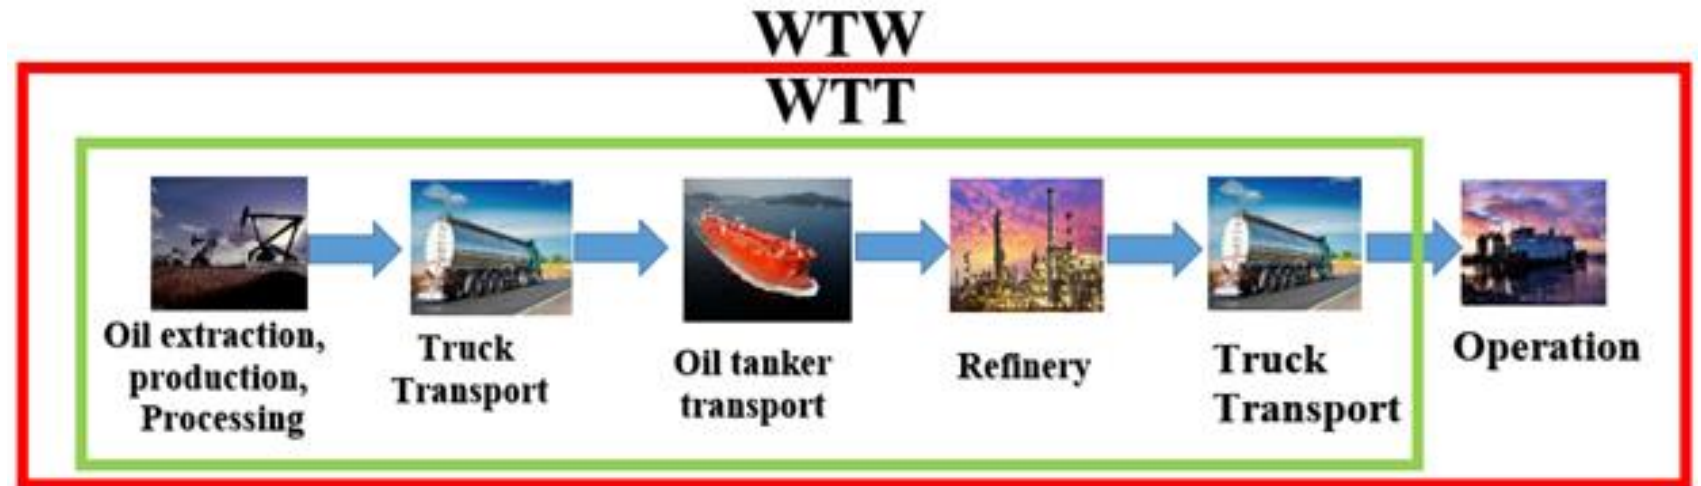 WTW
WTT
Oil extraction,
production,
Processing
Truck
Transport
Oil tanker
transport
Refinery
Truck
Transport
Operation